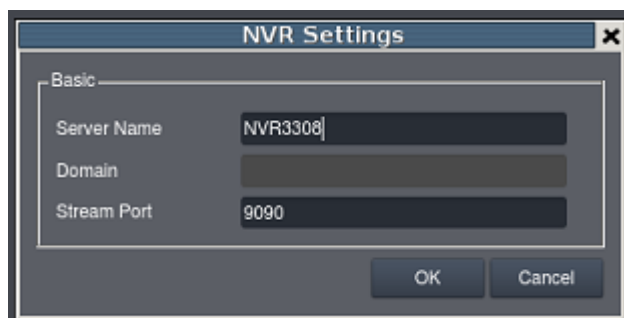 NVR Settings
Basic
Server Name NVR3308
Domain
Stream Port 9090
OK Cancel